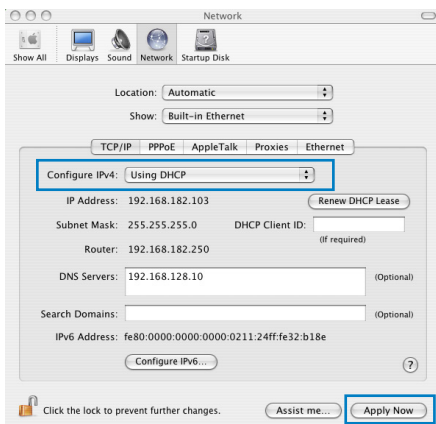 Network
Show All Displays Sound Network Startup Disk
Location: Automatic
Show: Built-in Ethernet
TCP/IP PPPoE AppleTalk Proxies Ethernet
Configure IPv4: Using DHCP
IP Address: 192.168.182.103 Renew DHCP Lease
Subnet Mask: 255.255.255.0 DHCP Client ID:
(If required)
Router: 192.168.182.250
DNS Servers: 192.168.128.10 (Optional)
Search Domains: (Optional)
IPv6 Address: fe80:0000:0000:0000:0211:24ff:fe32:b18e
Configure IPv6... ?
Click the lock to prevent further changes. Assist me... Apply Now